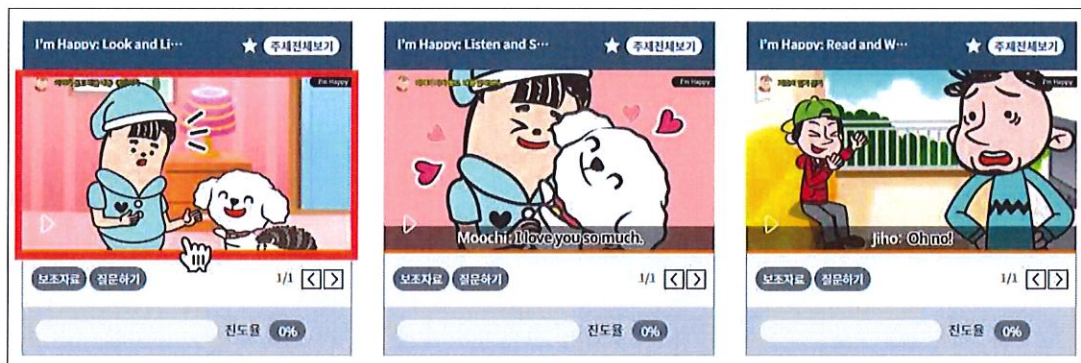 I'm Happy: Look and Li… ★ 주제전체보기
I'm Happy
보조자료 질문하기 1/1 < >
진도율 0%
I'm Happy: Listen and S… ★ 주제전체보기
I'm Happy
Moochi: I love you so much.
보조자료 질문하기 1/1 < >
진도율 0%
I'm Happy: Read and W… ★ 주제전체보기
I'm Happy
Jiho: Oh no!
보조자료 질문하기 1/1 < >
진도율 0%